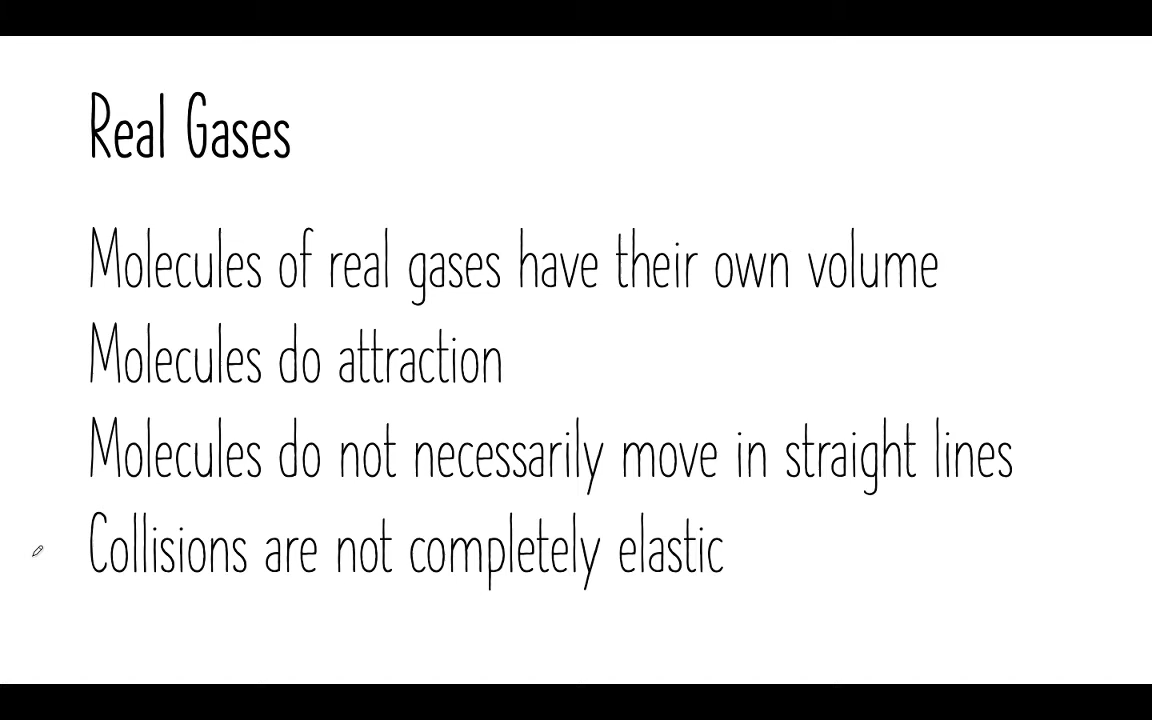 Real Gases
Molecules of real gases have their own volume
Molecules do attraction
Molecules do not necessarily move in straight lines
Collisions are not completely elastic